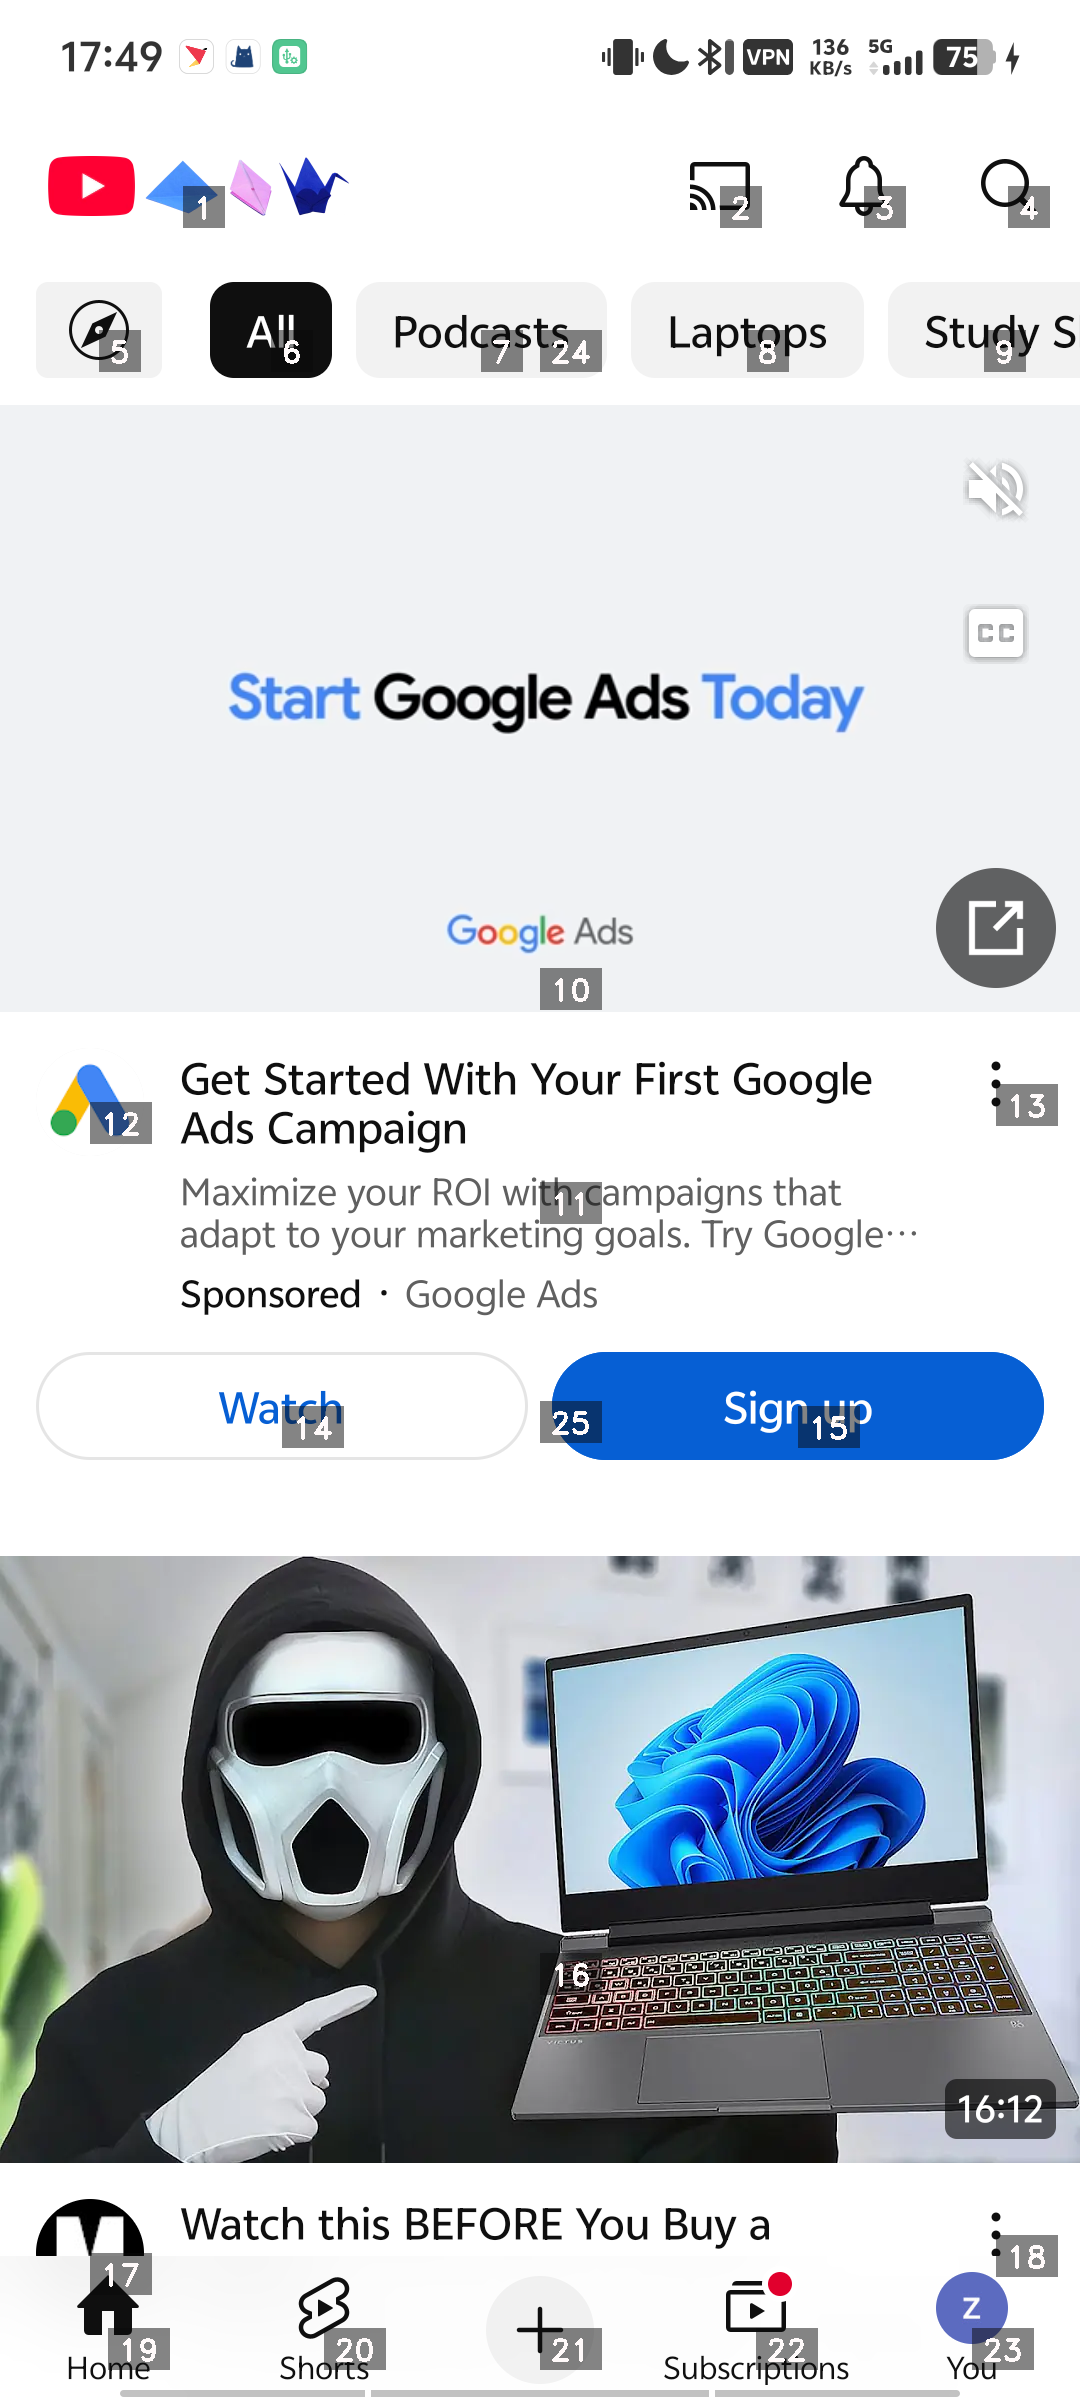 17:49
VPN
136
KB/s
5G
75
1
2
3
4
All
Podcasts
Laptops
Study S
5
6
7
24
8
9
CC
Start Google Ads Today
Google Ads
10
Get Started With Your First Google
Ads Campaign
12
13
Maximize your ROI with campaigns that
11
adapt to your marketing goals. Try Google...
Sponsored · Google Ads
Watch
Sign up
14
25
15
VICTUS
16
16:12
Watch this BEFORE You Buy a
17
18
Z
19
20
21
22
23
Home
Shorts
Subscriptions
You